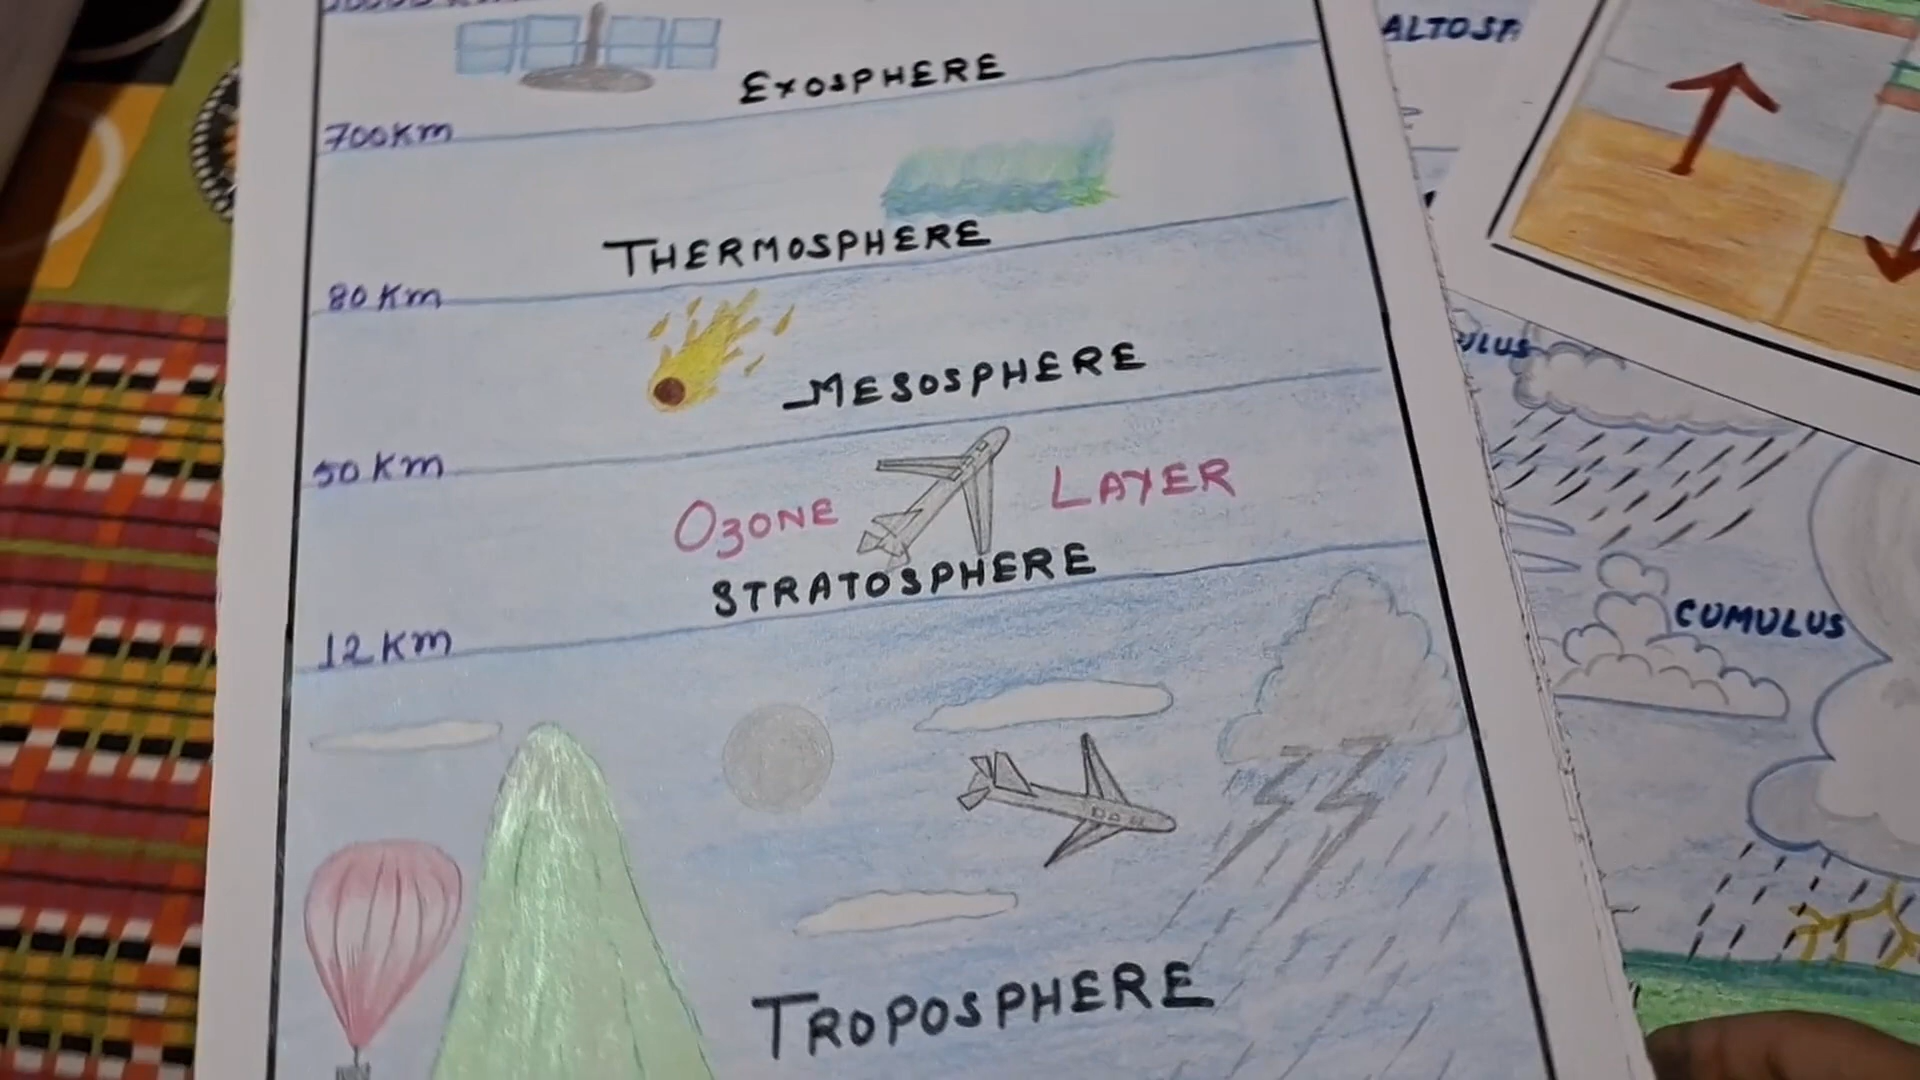 EXOSPHERE
700Km
THERMOSPHERE
80 Km
MESOSPHERE
50 Km
OZONE LAYER
STRATOSPHERE
12 Km
TROPOSPHERE
CUMULUS